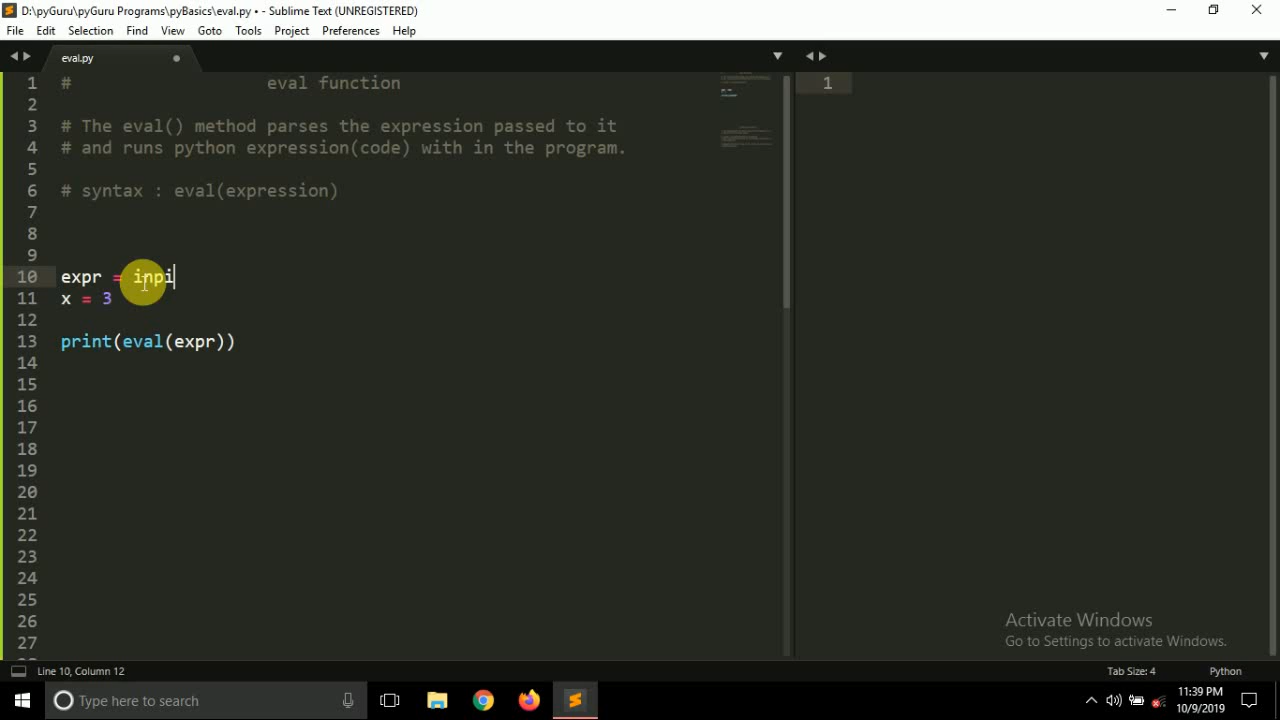 D:\pyGuru\pyGuru Programs\pyBasics\eval.py • - Sublime Text (UNREGISTERED)
File Edit Selection Find View Goto Tools Project Preferences Help
eval.py
1 # eval function
2
3 # The eval() method parses the expression passed to it
4 # and runs python expression(code) with in the program.
5
6 # syntax : eval(expression)
7
8
9
10 expr = inpi
11 x = 3
12
13 print(eval(expr))
14
15
16
17
18
19
20
21
22
23
24
25
26
27
1
Activate Windows
Go to Settings to activate Windows.
Line 10, Column 12 Tab Size: 4 Python
Type here to search
11:39 PM
10/9/2019